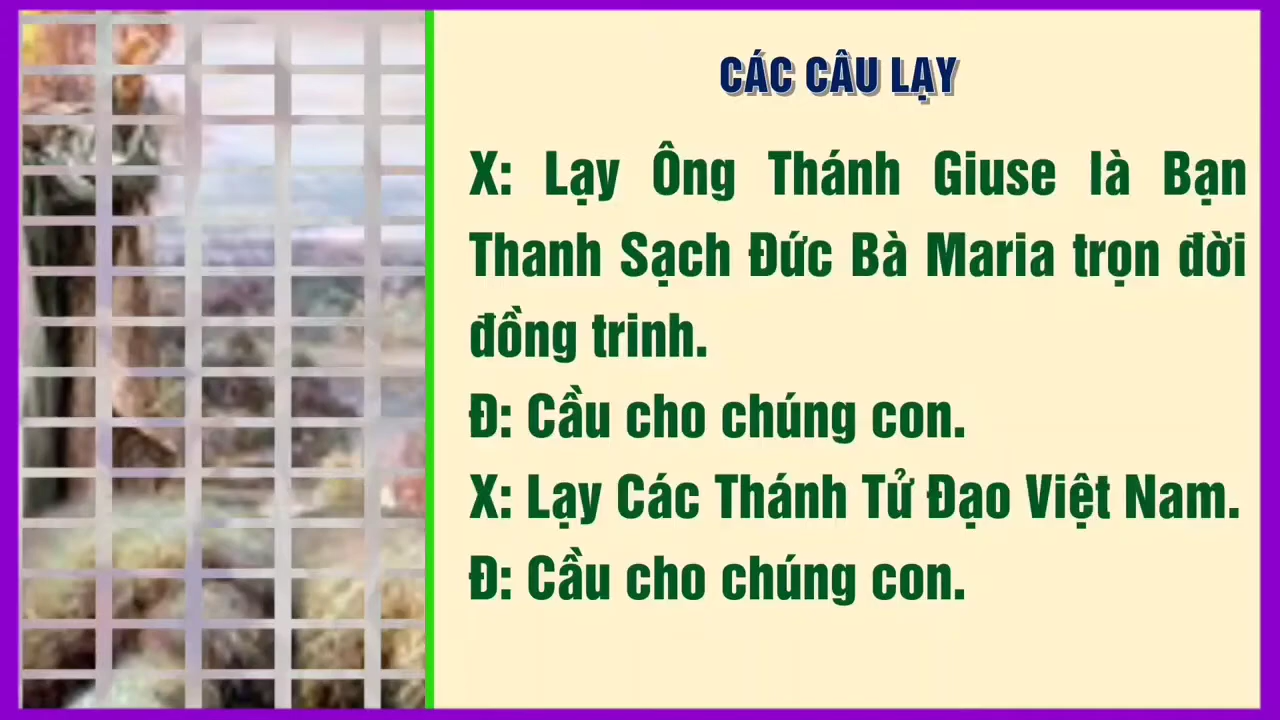 CÁC CÂU LẠY
X: Lạy Ông Thánh Giuse là Bạn
Thanh Sạch Đức Bà Maria trọn đời
đồng trinh.
Đ: Cầu cho chúng con.
X: Lạy Các Thánh Tử Đạo Việt Nam.
Đ: Cầu cho chúng con.